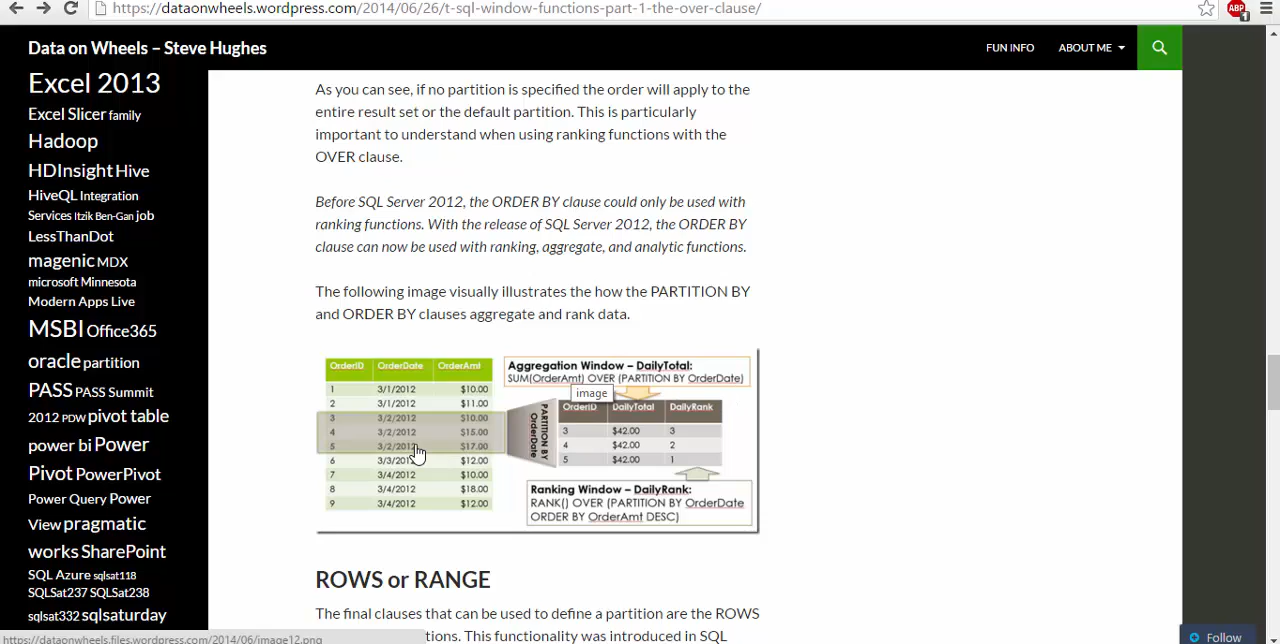 https://dataonwheels.wordpress.com/2014/06/26/t-sql-window-functions-part-1-the-over-clause/
ABP
1
Data on Wheels – Steve Hughes
FUN INFO
ABOUT ME
Excel 2013
Excel Slicer family
Hadoop
HDInsight Hive
HiveQL Integration
Services Itzik Ben-Gan job
LessThanDot
magenic MDX
microsoft Minnesota
Modern Apps Live
MSBI Office365
oracle partition
PASS PASS Summit
2012 PDW pivot table
power bi Power
Pivot PowerPivot
Power Query Power
View pragmatic
works SharePoint
SQL Azure sqlsat118
SQLSat237 SQLSat238
sqlsat332 sqlsaturday
As you can see, if no partition is specified the order will apply to the
entire result set or the default partition. This is particularly
important to understand when using ranking functions with the
OVER clause.
Before SQL Server 2012, the ORDER BY clause could only be used with
ranking functions. With the release of SQL Server 2012, the ORDER BY
clause can now be used with ranking, aggregate, and analytic functions.
The following image visually illustrates the how the PARTITION BY
and ORDER BY clauses aggregate and rank data.
OrderID OrderDate OrderAmt
1 3/1/2012 $10.00
2 3/1/2012 $11.00
3 3/2/2012 $10.00
4 3/2/2012 $15.00
5 3/2/2012 $17.00
6 3/3/2012 $12.00
7 3/4/2012 $10.00
8 3/4/2012 $18.00
9 3/4/2012 $12.00
PARTITION BY
OrderDate
Aggregation Window – DailyTotal:
SUM(OrderAmt) OVER (PARTITION BY OrderDate)
image
OrderID DailyTotal DailyRank
3 $42.00 3
4 $42.00 2
5 $42.00 1
Ranking Window – DailyRank:
RANK() OVER (PARTITION BY OrderDate
ORDER BY OrderAmt DESC)
ROWS or RANGE
The final clauses that can be used to define a partition are the ROWS
tions. This functionality was introduced in SQL
https://dataonwheels.files.wordpress.com/2014/06/image12.png
Follow